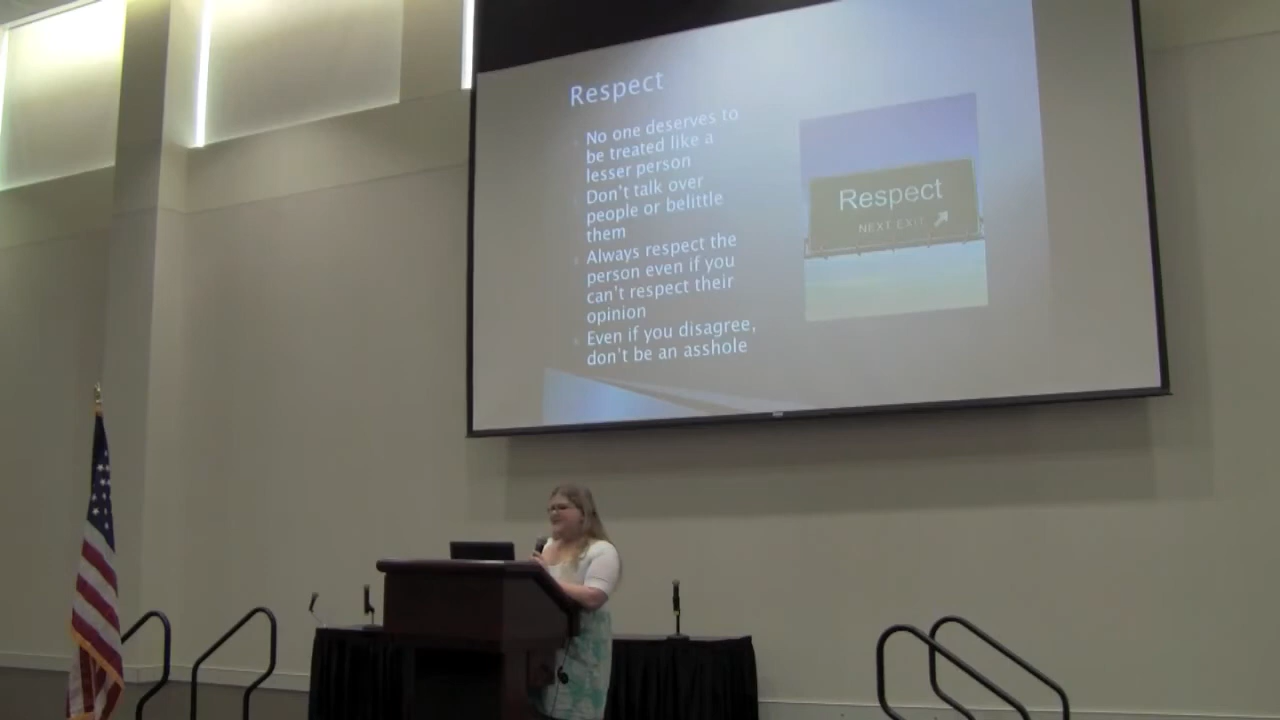 Respect
No one deserves to
be treated like a
lesser person
Don't talk over
people or belittle
them
Always respect the
person even if you
can't respect their
opinion
Even if you disagree,
don't be an asshole
Respect
NEXT EXIT